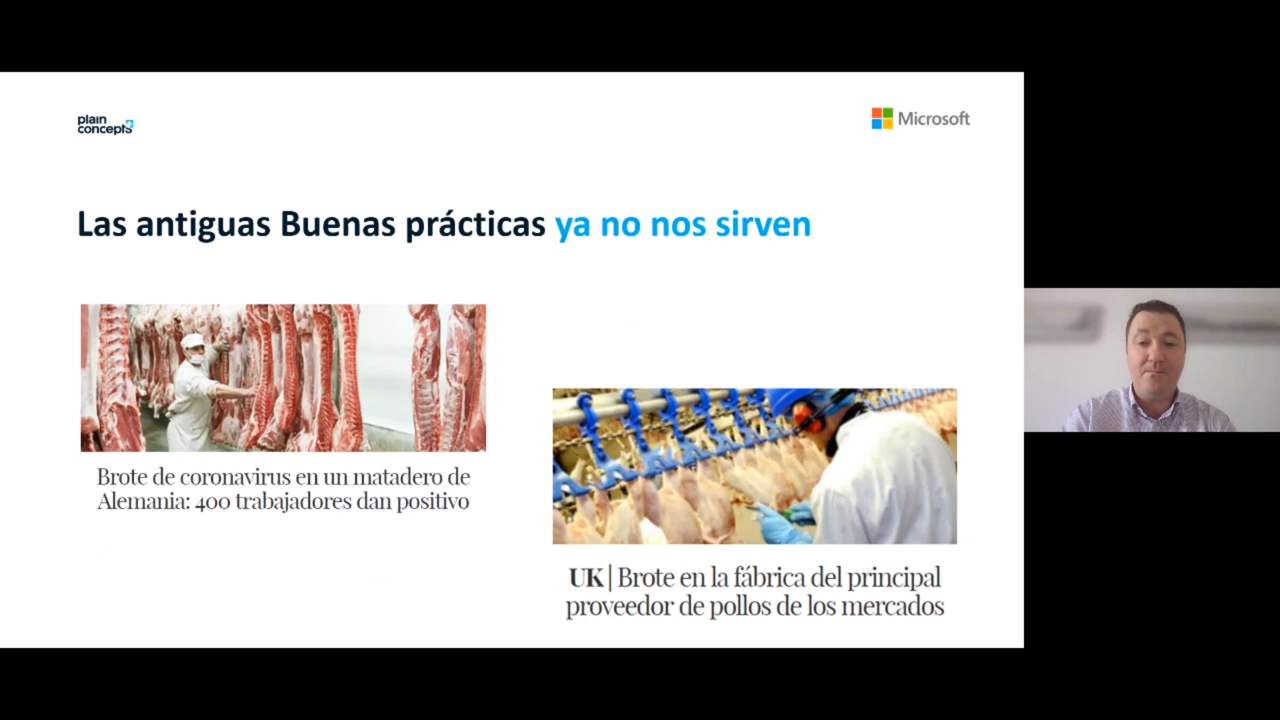 plain
concepts
Microsoft
Las antiguas Buenas prácticas ya no nos sirven
Brote de coronavirus en un matadero de
Alemania: 400 trabajadores dan positivo
UK | Brote en la fábrica del principal
proveedor de pollos de los mercados